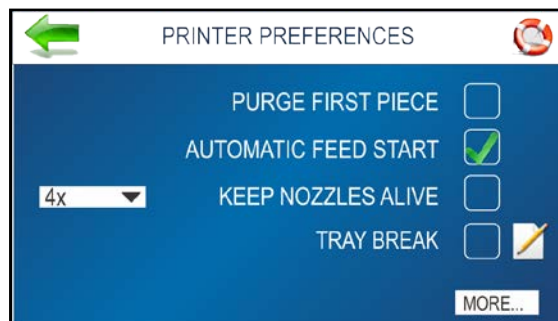 PRINTER PREFERENCES
PURGE FIRST PIECE
AUTOMATIC FEED START
4x KEEP NOZZLES ALIVE
TRAY BREAK
MORE...